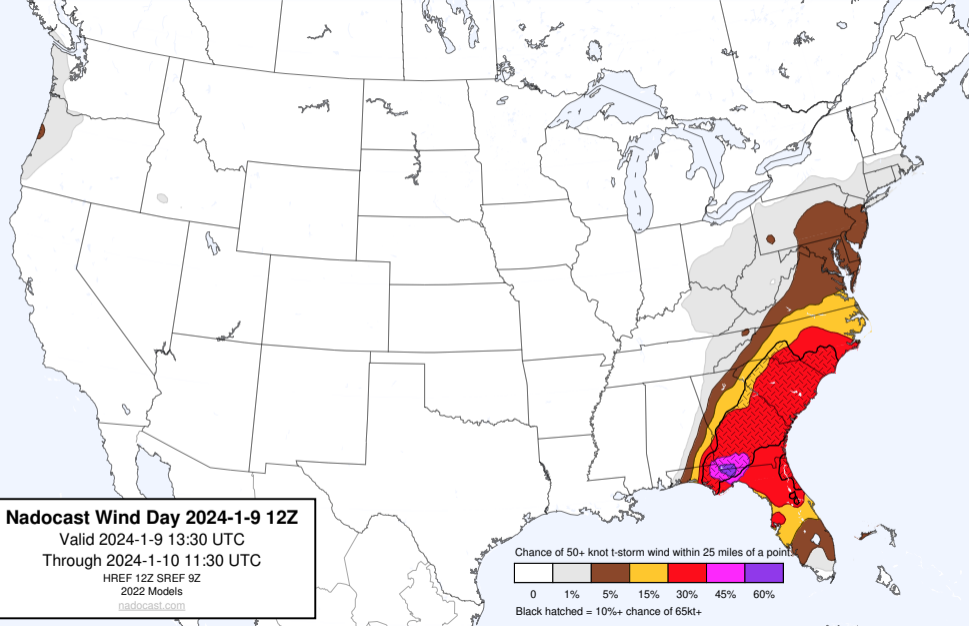 Nadocast Wind Day 2024-1-9 12Z
Valid 2024-1-9 13:30 UTC
Through 2024-1-10 11:30 UTC
HREF 12Z SREF 9Z
2022 Models
nadocast.com
Chance of 50+ knot t-storm wind within 25 miles of a point.
0 1% 5% 15% 30% 45% 60%
Black hatched = 10%+ chance of 65kt+